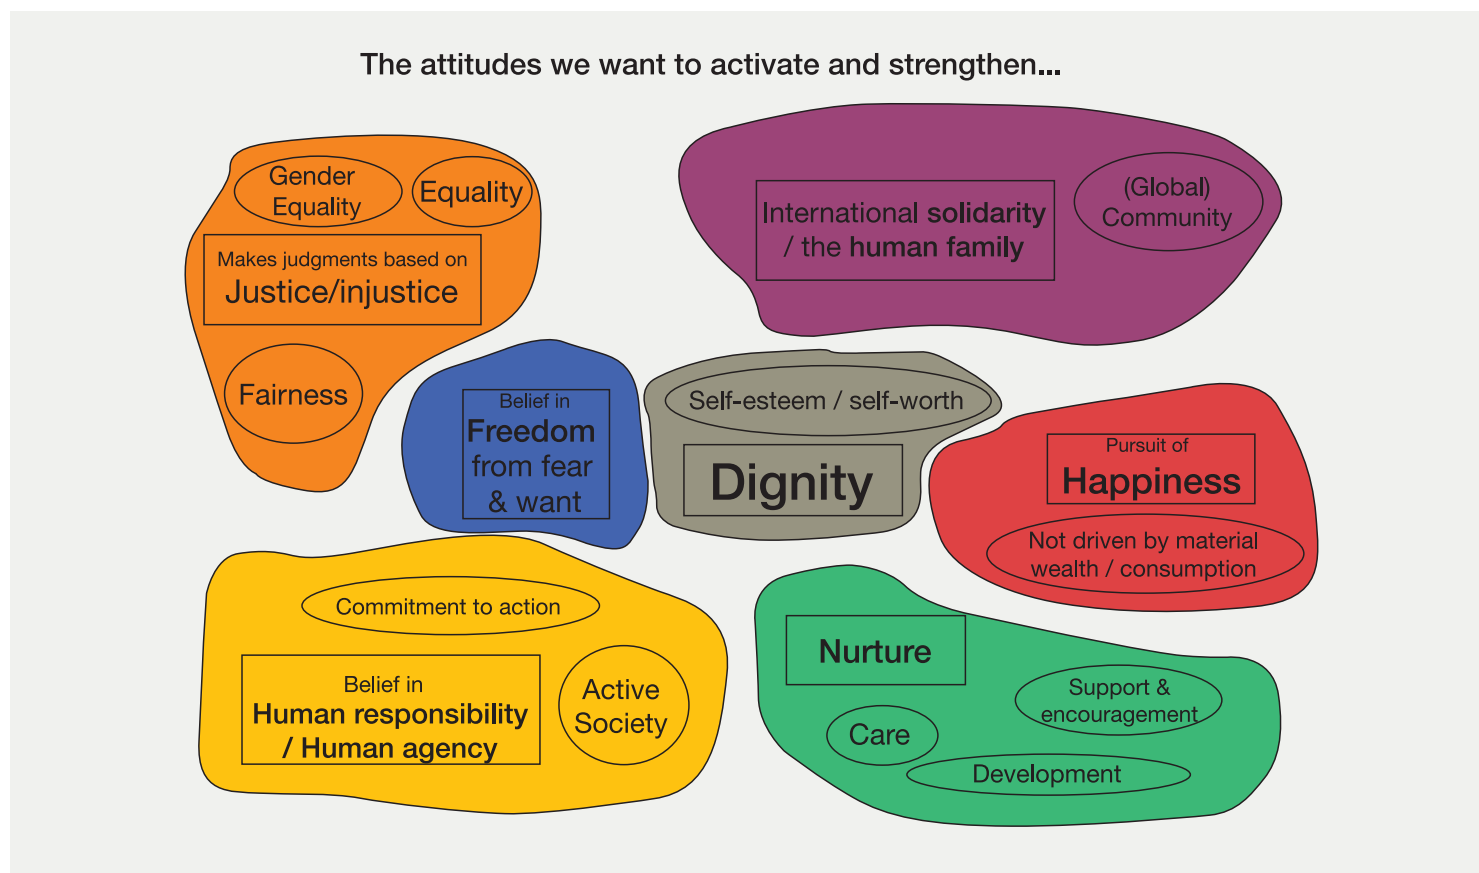 The attitudes we want to activate and strengthen...
Gender
Equality
Equality
Makes judgments based on
Justice/injustice
Fairness
International solidarity
/ the human family
(Global)
Community
Belief in
Freedom
from fear
& want
Self-esteem / self-worth
Dignity
Pursuit of
Happiness
Not driven by material
wealth / consumption
Commitment to action
Belief in
Human responsibility
/ Human agency
Active
Society
Nurture
Support &
encouragement
Care
Development